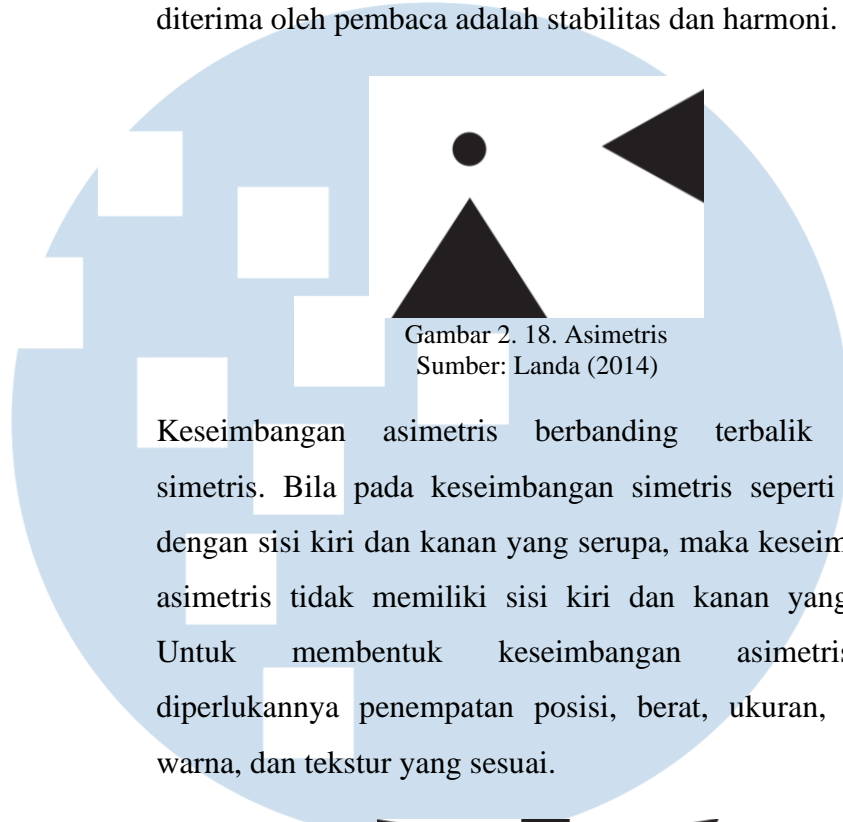 diterima oleh pembaca adalah stabilitas dan harmoni.
Gambar 2. 18. Asimetris
Sumber: Landa (2014)
Keseimbangan asimetris berbanding terbalik
simetris. Bila pada keseimbangan simetris seperti
dengan sisi kiri dan kanan yang serupa, maka keseim
asimetris tidak memiliki sisi kiri dan kanan yang
Untuk membentuk keseimbangan asimetris
diperlukannya penempatan posisi, berat, ukuran,
warna, dan tekstur yang sesuai.